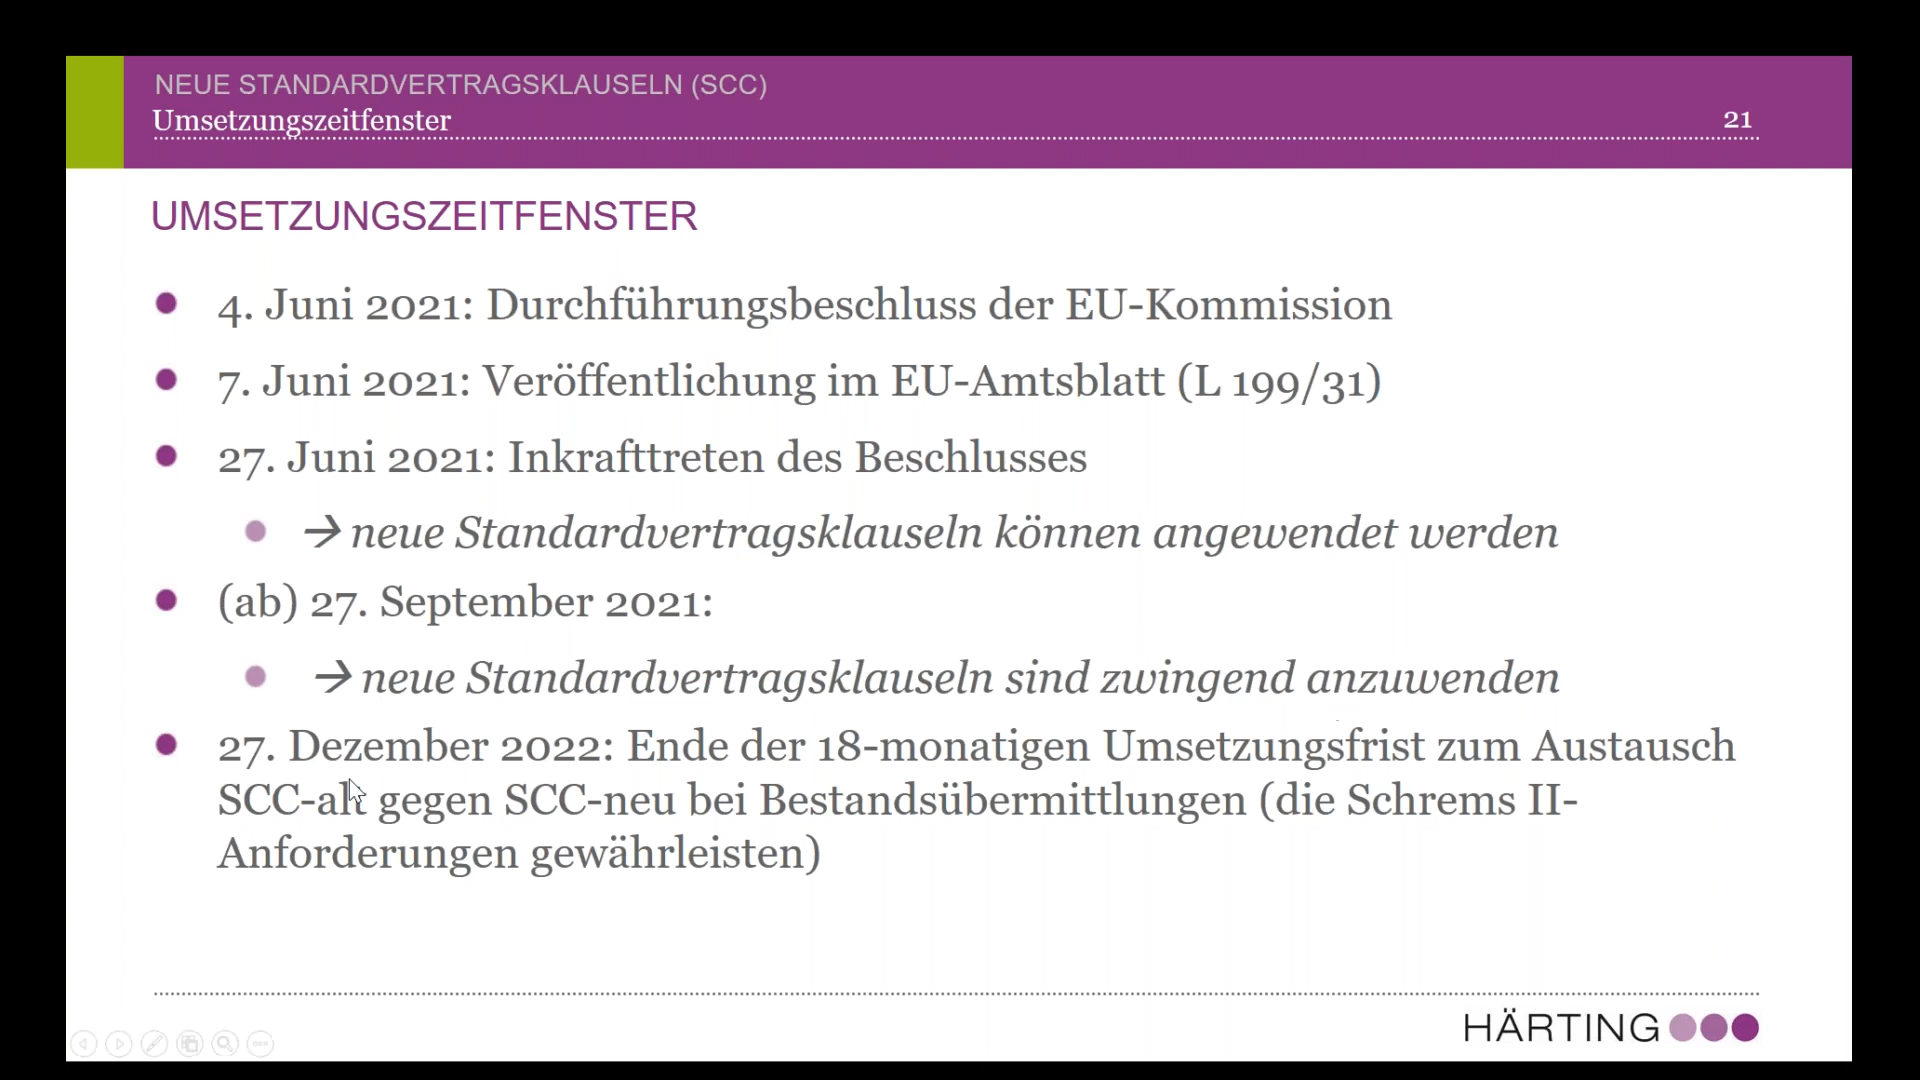 NEUE STANDARDVERTRAGSKLAUSELN (SCC)
Umsetzungszeitfenster
21
UMSETZUNGSZEITFENSTER
4. Juni 2021: Durchführungsbeschluss der EU-Kommission
7. Juni 2021: Veröffentlichung im EU-Amtsblatt (L 199/31)
27. Juni 2021: Inkrafttreten des Beschlusses
→ neue Standardvertragsklauseln können angewendet werden
(ab) 27. September 2021:
→ neue Standardvertragsklauseln sind zwingend anzuwenden
27. Dezember 2022: Ende der 18-monatigen Umsetzungsfrist zum Austausch
SCC-alt gegen SCC-neu bei Bestandsübermittlungen (die Schrems II-
Anforderungen gewährleisten)
HÄRTING